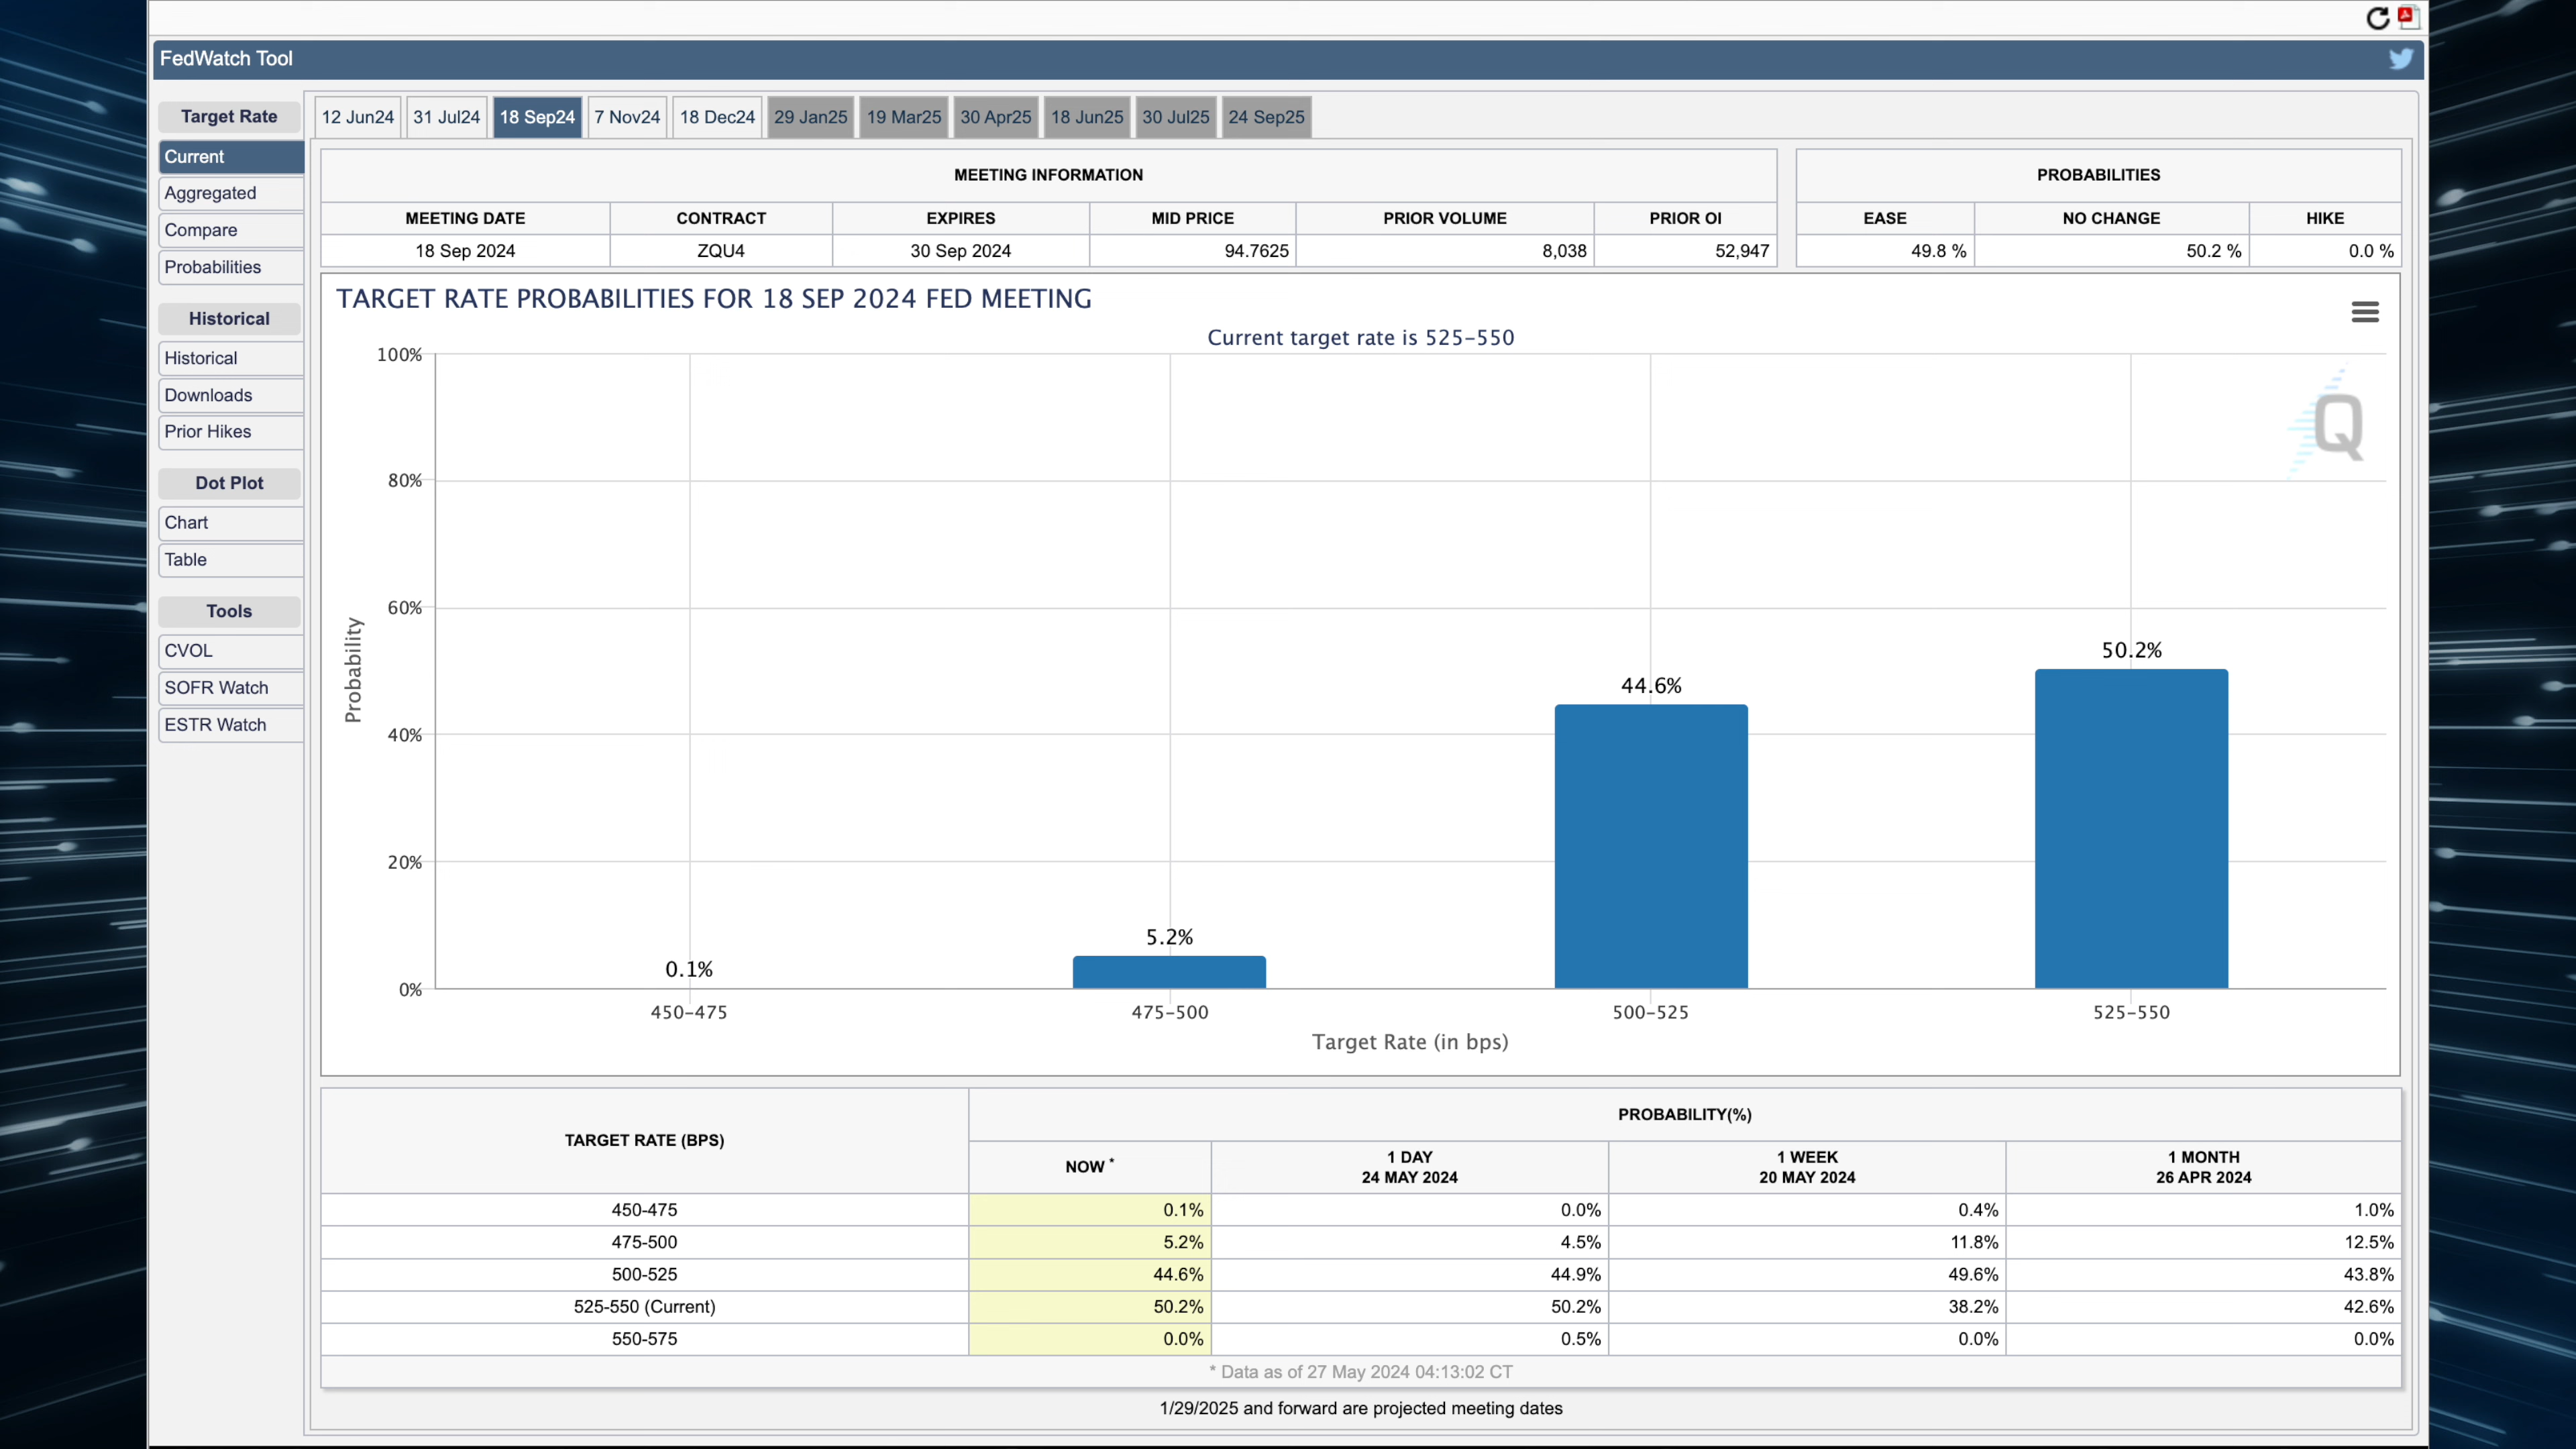 FedWatch Tool
Target Rate
Current
Aggregated
Compare
Probabilities
Historical
Historical
Downloads
Prior Hikes
Dot Plot
Chart
Table
Tools
CVOL
SOFR Watch
ESTR Watch
12 Jun24 31 Jul24 18 Sep24 7 Nov24 18 Dec24 29 Jan25 19 Mar25 30 Apr25 18 Jun25 30 Jul25 24 Sep25
MEETING INFORMATION
MEETING DATE CONTRACT EXPIRES MID PRICE PRIOR VOLUME PRIOR OI
18 Sep 2024 ZQU4 30 Sep 2024 94.7625 8,038 52,947
PROBABILITIES
EASE NO CHANGE HIKE
49.8 % 50.2 % 0.0 %
TARGET RATE PROBABILITIES FOR 18 SEP 2024 FED MEETING
Current target rate is 525-550
Q
Probability
100%
80%
60%
40%
20%
0%
0.1%
5.2%
44.6%
50.2%
450-475 475-500 500-525 525-550
Target Rate (in bps)
TARGET RATE (BPS)
PROBABILITY(%)
NOW *
1 DAY
24 MAY 2024
1 WEEK
20 MAY 2024
1 MONTH
26 APR 2024
450-475 0.1% 0.0% 0.4% 1.0%
475-500 5.2% 4.5% 11.8% 12.5%
500-525 44.6% 44.9% 49.6% 43.8%
525-550 (Current) 50.2% 50.2% 38.2% 42.6%
550-575 0.0% 0.5% 0.0% 0.0%
* Data as of 27 May 2024 04:13:02 CT
1/29/2025 and forward are projected meeting dates